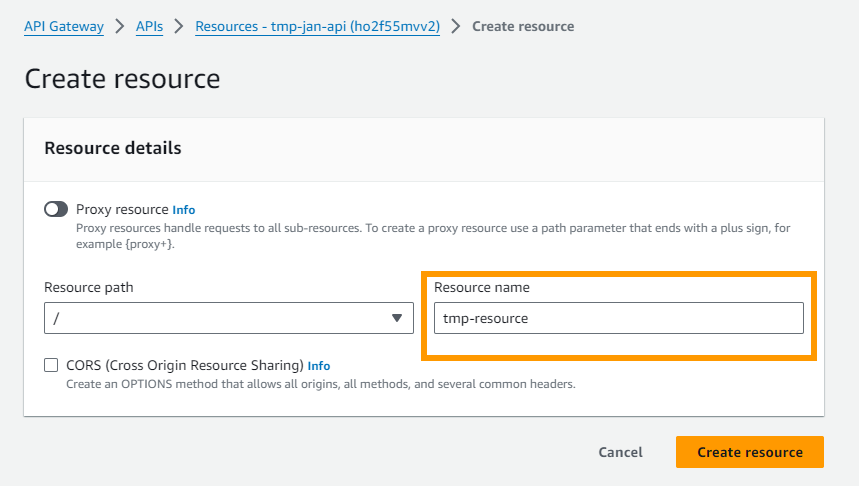 API Gateway > APIs > Resources - tmp-jan-api (ho2f55mvv2) > Create resource
Create resource
Resource details
Proxy resource Info
Proxy resources handle requests to all sub-resources. To create a proxy resource use a path parameter that ends with a plus sign, for
example {proxy+}.
Resource path
/
Resource name
tmp-resource
CORS (Cross Origin Resource Sharing) Info
Create an OPTIONS method that allows all origins, all methods, and several common headers.
Cancel
Create resource